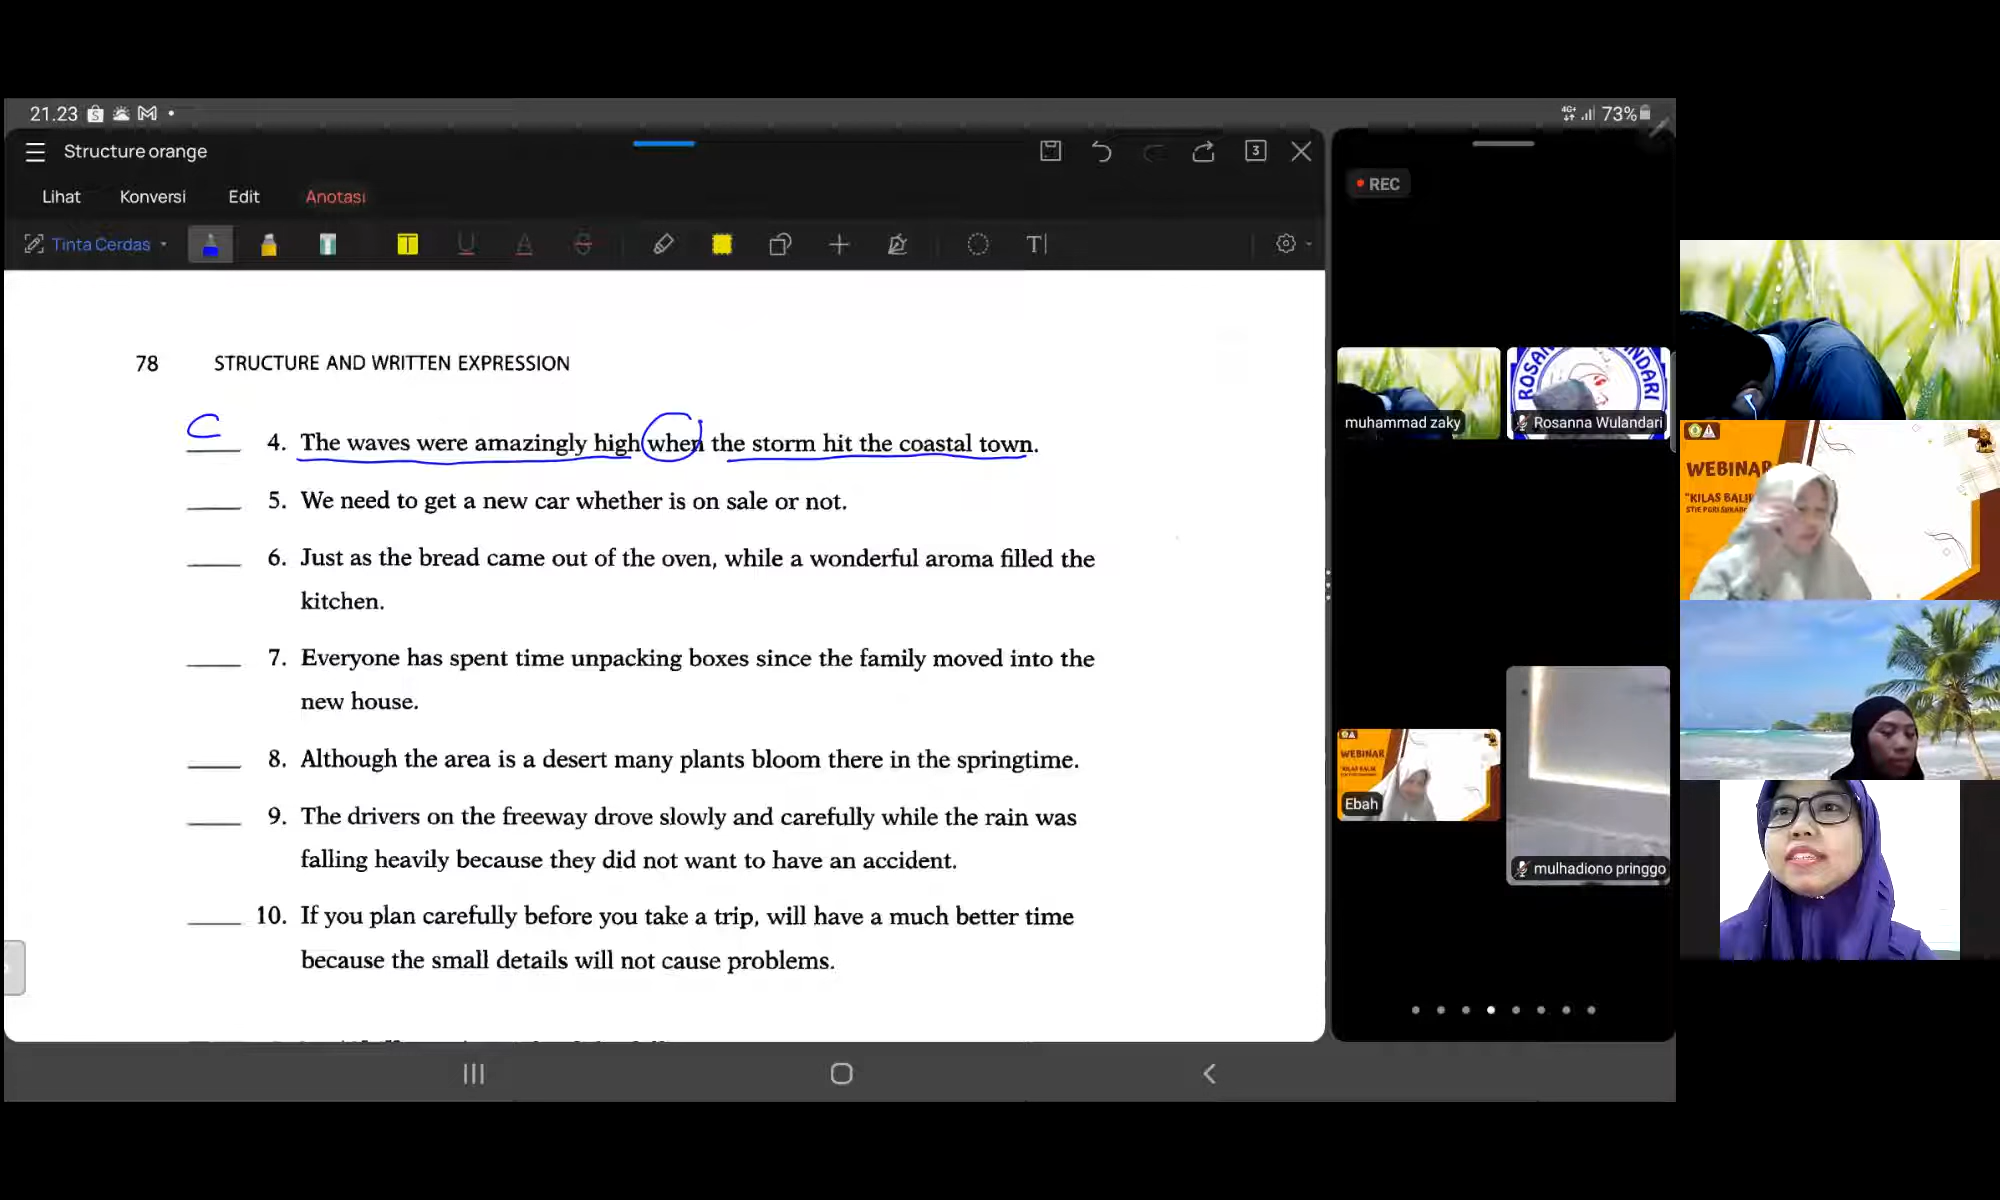 21.23
4G+
73%
Structure orange
3
Lihat Konversi Edit Anotasi
Tinta Cerdas
REC
78 STRUCTURE AND WRITTEN EXPRESSION
C 4. The waves were amazingly high when the storm hit the coastal town.
5. We need to get a new car whether is on sale or not.
6. Just as the bread came out of the oven, while a wonderful aroma filled the
kitchen.
7. Everyone has spent time unpacking boxes since the family moved into the
new house.
8. Although the area is a desert many plants bloom there in the springtime.
9. The drivers on the freeway drove slowly and carefully while the rain was
falling heavily because they did not want to have an accident.
10. If you plan carefully before you take a trip, will have a much better time
because the small details will not cause problems.
muhammad zaky
Rosanna Wulandari
WEBINAR
Ebah
mulhadiono pringgo
WEBINAR
"KILAS BALIK
STIE PGRI